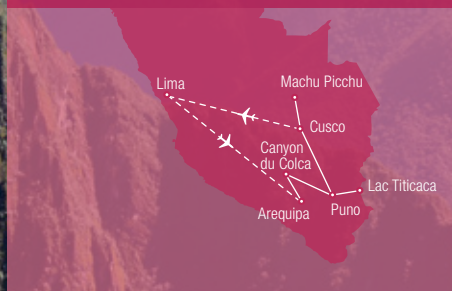 Lima
Machu Picchu
Cusco
Canyon
du Colca
Lac Titicaca
Puno
Arequipa